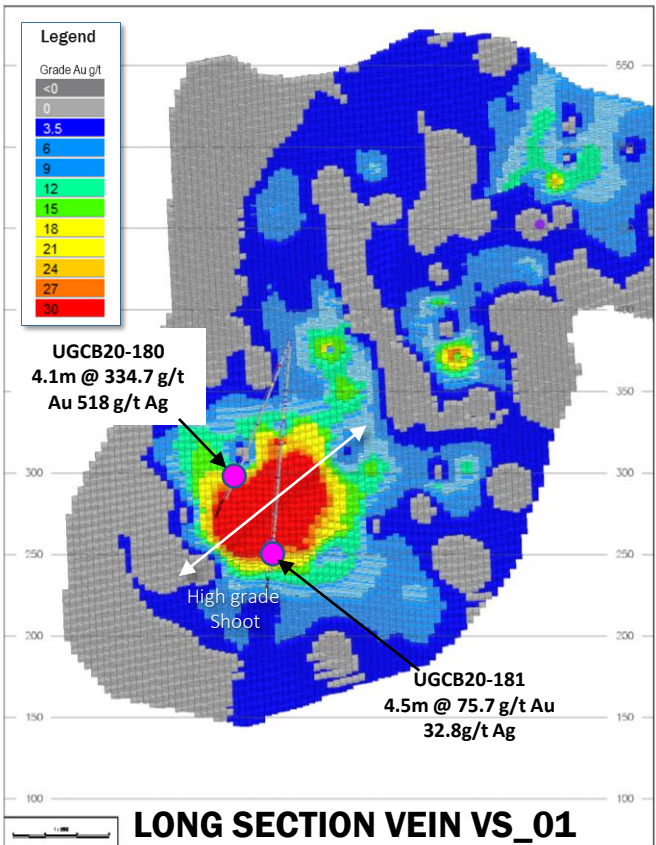 Legend
Grade Au g/t
<0
0
3.5
6
9
12
15
18
21
24
27
30
550
350
350
UGCB20-180
4.1m @ 334.7 g/t
Au 518 g/t Ag
300
300
250
250
High grade
Shoot
200
200
UGCB20-181
4.5m @ 75.7 g/t Au
32.8g/t Ag
150
150
100
100
LONG SECTION VEIN VS_01